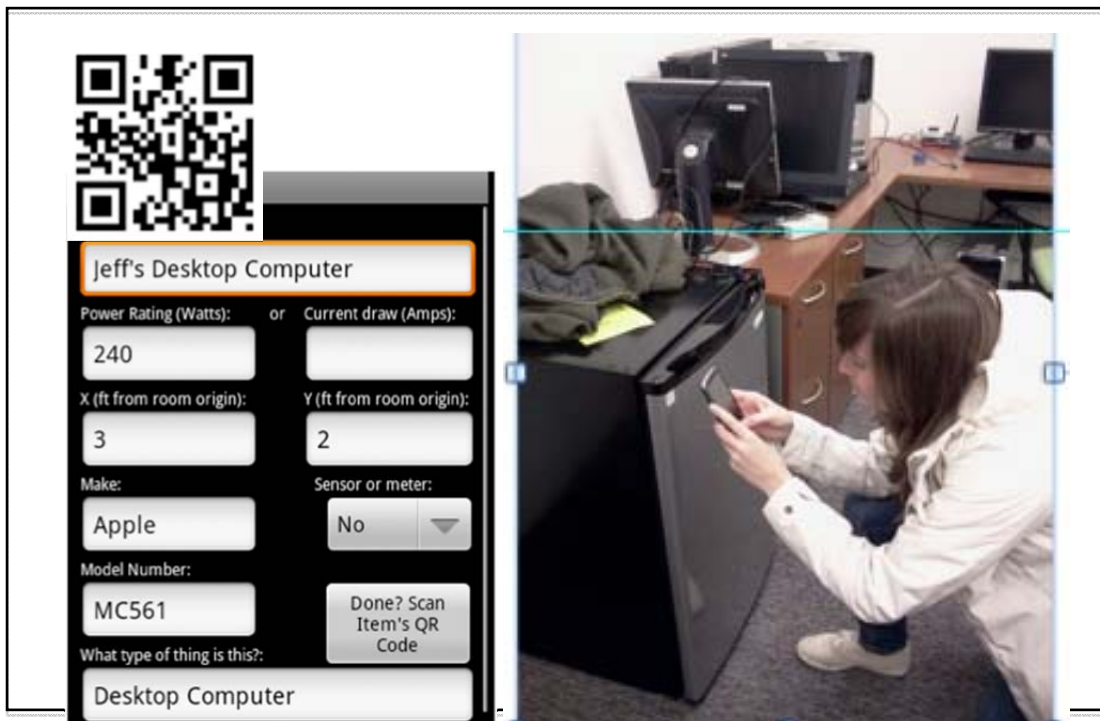 Jeff's Desktop Computer
Power Rating (Watts): or Current draw (Amps):
240
X (ft from room origin): Y (ft from room origin):
3 2
Make: Sensor or meter:
Apple No
Model Number:
MC561
Done? Scan
Item's QR
Code
What type of thing is this?:
Desktop Computer